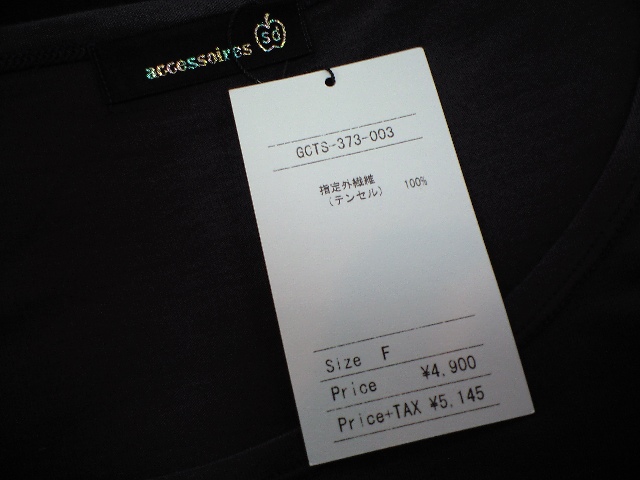 accessoires
sd
GCTS-373-003
指定外繊維 100%
(テンセル)
Size F
Price ¥4,900
Price+TAX ¥5,145